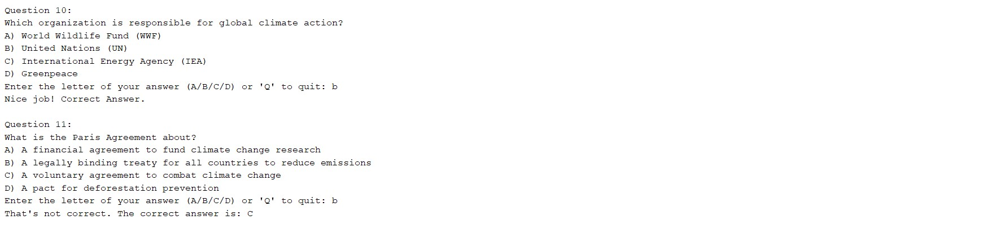 Question 10:
Which organization is responsible for global climate action?
A) World Wildlife Fund (WWF)
B) United Nations (UN)
C) International Energy Agency (IEA)
D) Greenpeace
Enter the letter of your answer (A/B/C/D) or 'Q' to quit: b
Nice job! Correct Answer.

Question 11:
What is the Paris Agreement about?
A) A financial agreement to fund climate change research
B) A legally binding treaty for all countries to reduce emissions
C) A voluntary agreement to combat climate change
D) A pact for deforestation prevention
Enter the letter of your answer (A/B/C/D) or 'Q' to quit: b
That's not correct. The correct answer is: C